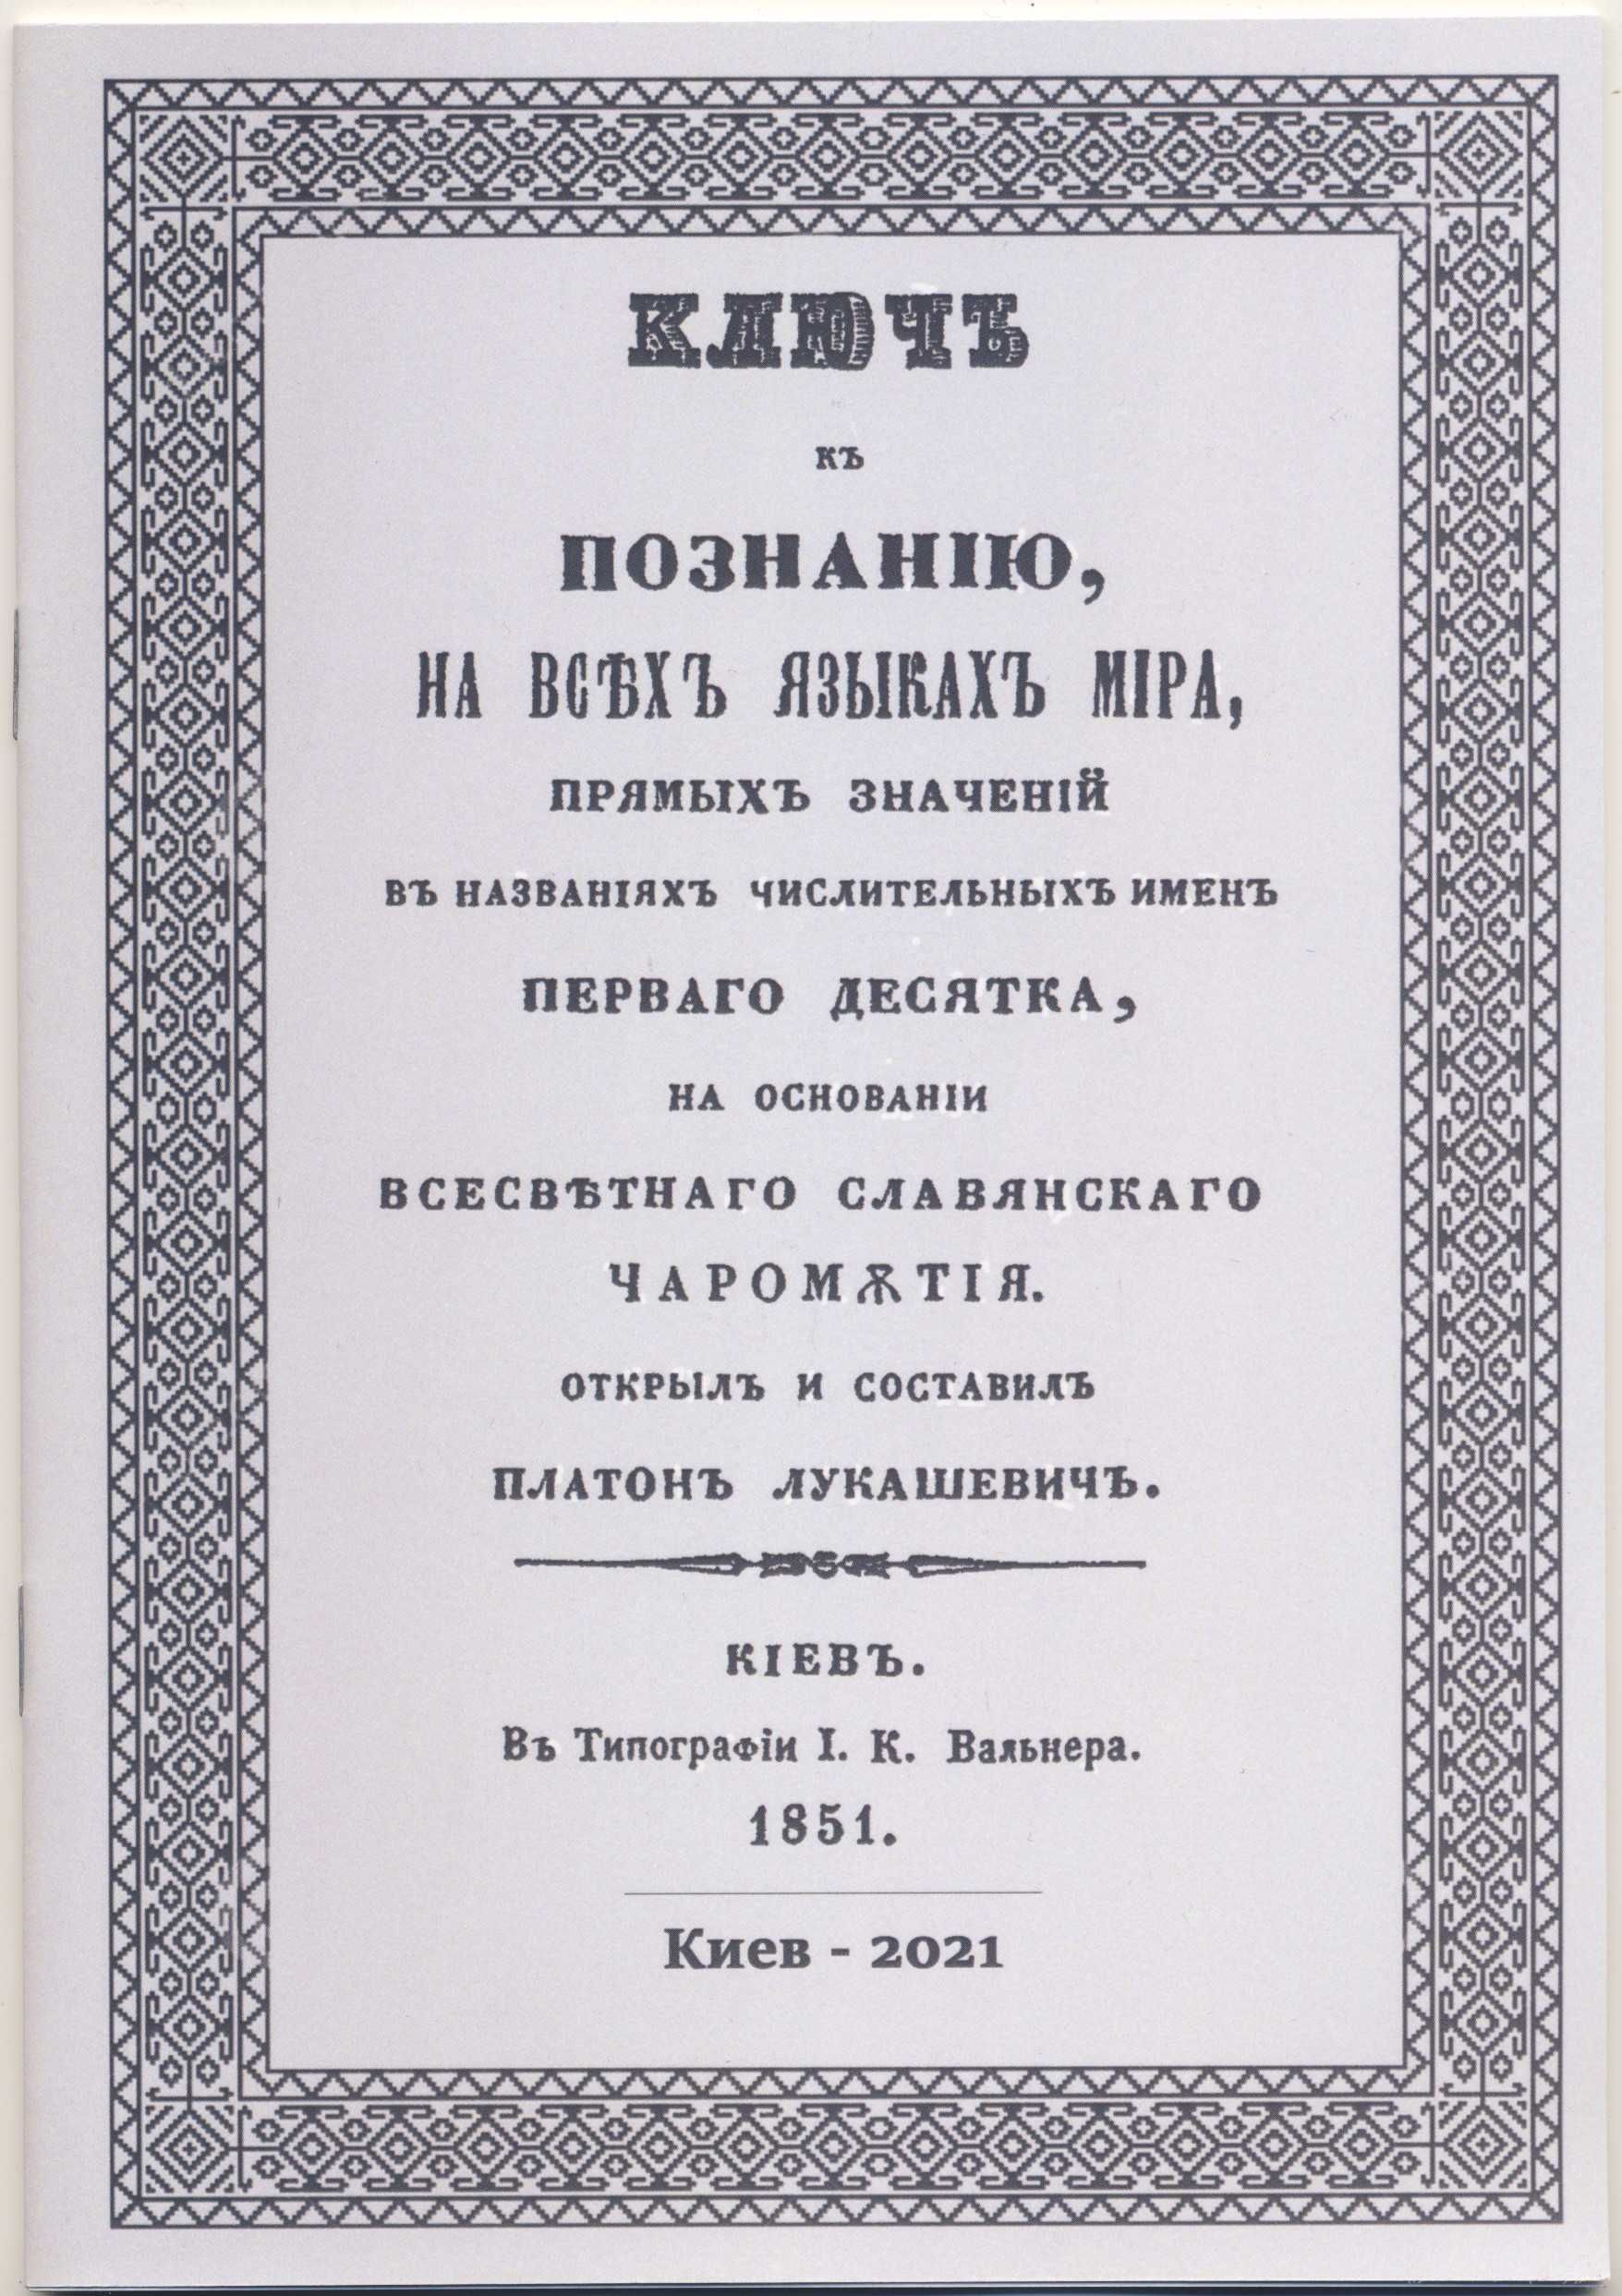 КЛЮЧЪ
КЪ
ПОЗНАНІЮ,
НА ВСѢХЪ ЯЗЫКАХЪ МІРА,
ПРЯМЫХЪ ЗНАЧЕНІЙ
ВЪ НАЗВАНІЯХЪ ЧИСЛИТЕЛЬНЫХЪ ИМЕНЪ
ПЕРВАГО ДЕСЯТКА,
НА ОСНОВАНІИ
ВСЕСВѢТНАГО СЛАВЯНСКАГО
ЧАРОМѪТІЯ.
ОТКРЫЛЪ И СОСТАВИЛЪ
ПЛАТОНЪ ЛУКАШЕВИЧЪ.
КІЕВЪ.
Въ Типографіи І. К. Вальнера.
1851.
Киев - 2021